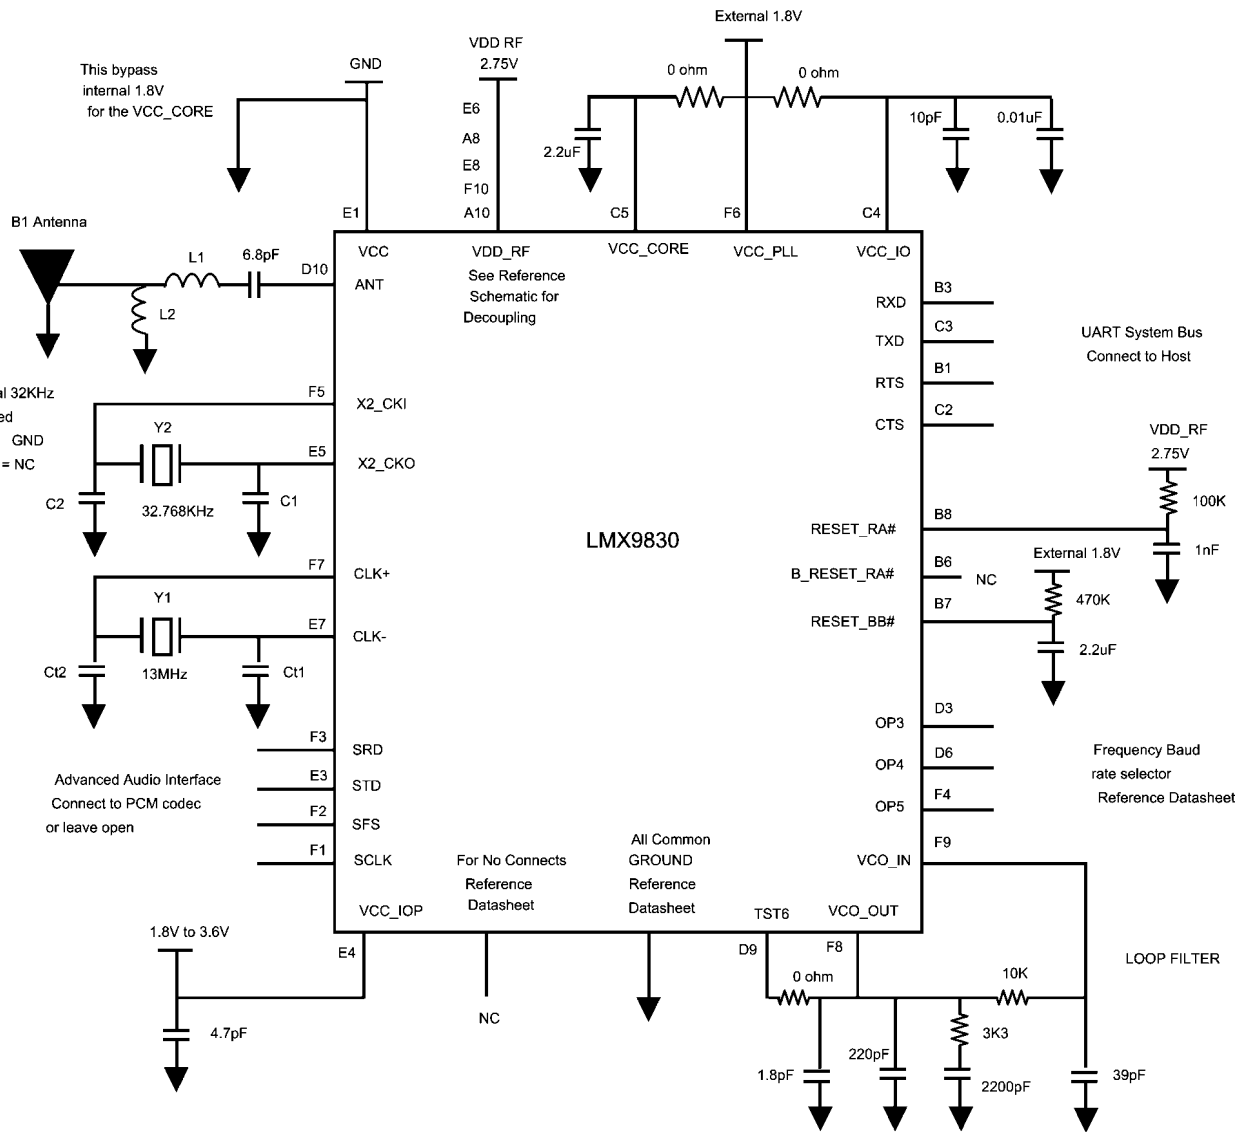 External 1.8V
VDD RF
2.75V
GND
This bypass
internal 1.8V
for the VCC_CORE
0 ohm
0 ohm
E6
A8
E8
F10
A10
2.2uF
10pF
0.01uF
E1
C5
F6
C4
B1 Antenna
L1
6.8pF
D10
L2
VCC
VDD_RF
VCC_CORE
VCC_PLL
VCC_IO
ANT
See Reference
Schematic for
Decoupling
RXD
B3
TXD
C3
RTS
B1
CTS
C2
UART System Bus
Connect to Host
al 32KHz
ed
GND
= NC
F5
X2_CKI
Y2
E5
X2_CKO
C2
32.768KHz
C1
VDD_RF
2.75V
100K
1nF
LMX9830
RESET_RA#
B8
B_RESET_RA#
B6
NC
RESET_BB#
B7
External 1.8V
470K
2.2uF
F7
CLK+
Y1
E7
CLK-
Ct2
13MHz
Ct1
F3
SRD
E3
STD
F2
SFS
F1
SCLK
Advanced Audio Interface
Connect to PCM codec
or leave open
OP3
D3
OP4
D6
OP5
F4
Frequency Baud
rate selector
Reference Datasheet
VCO_IN
F9
For No Connects
Reference
Datasheet
All Common
GROUND
Reference
Datasheet
VCC_IOP
TST6
VCO_OUT
1.8V to 3.6V
E4
D9
F8
LOOP FILTER
4.7pF
NC
0 ohm
10K
3K3
1.8pF
220pF
2200pF
39pF